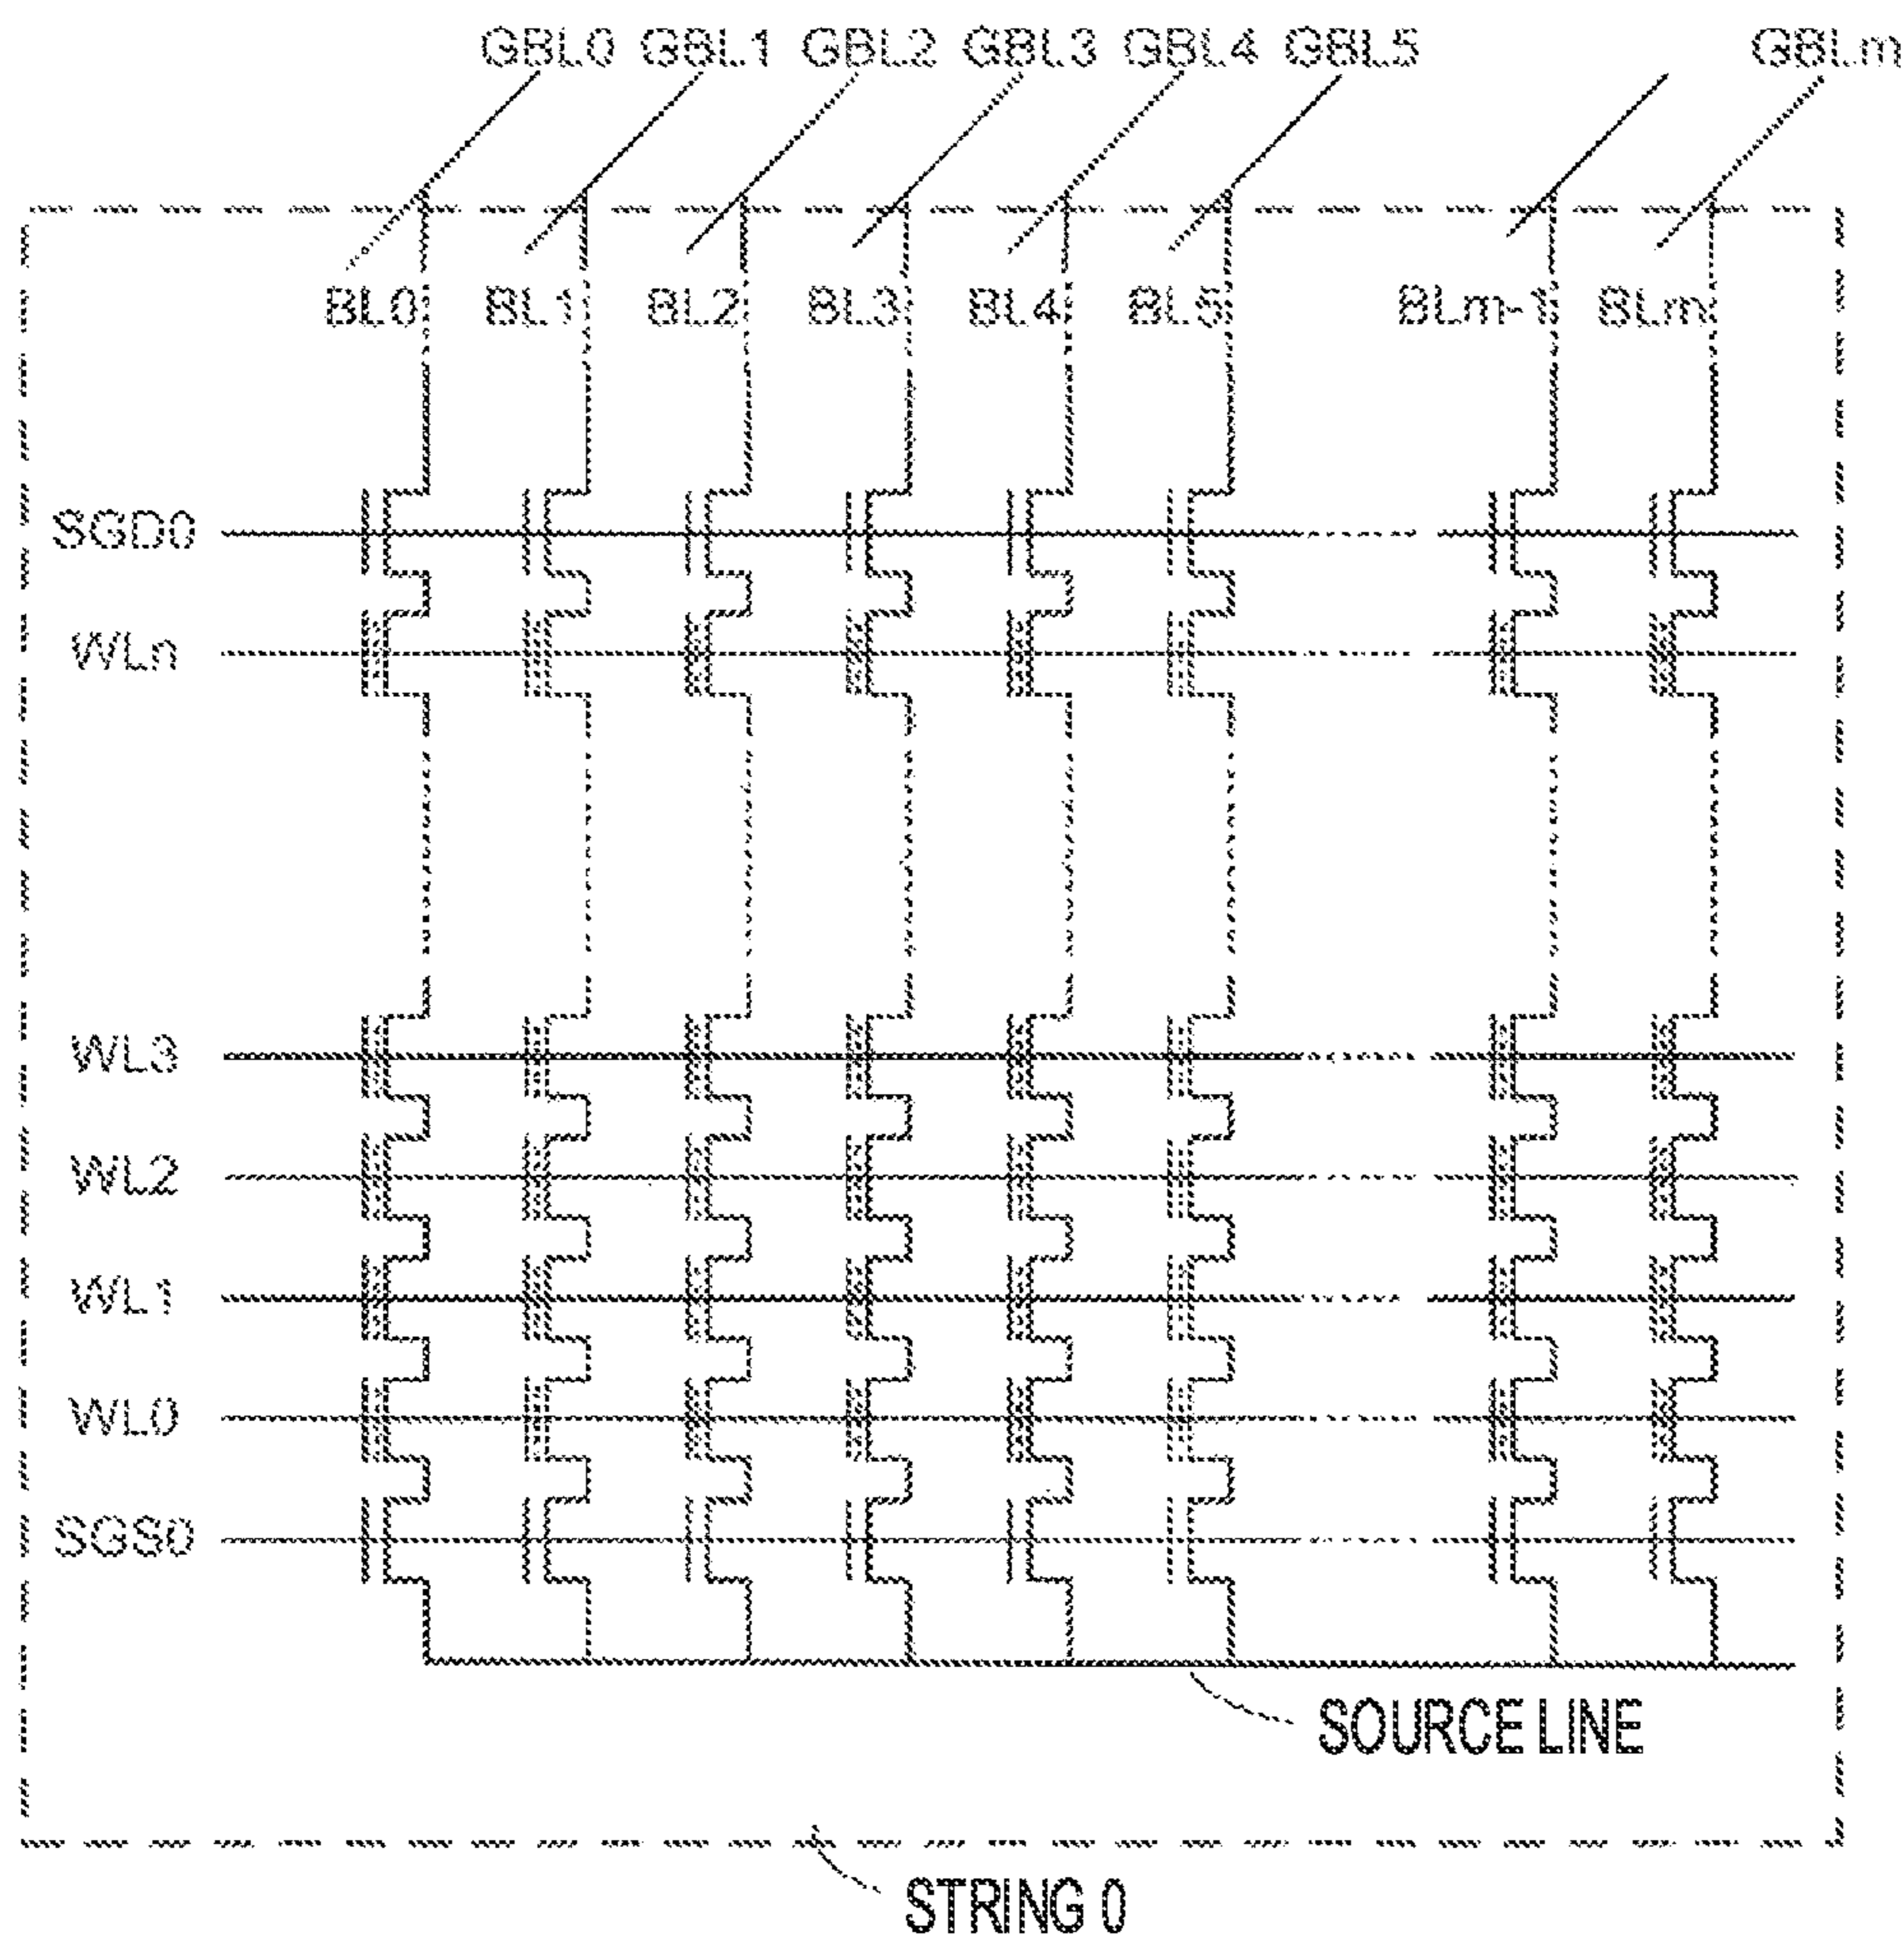 GBL0 GBL1 GBL2 GBL3 GBL4 GBL5 GBLm
BL0 BL1 BL2 BL3 BL4 BL5 BLm-1 BLm
SGD0
WLn
WL3
WL2
WL1
WL0
SGS0
SOURCE LINE
STRING 0